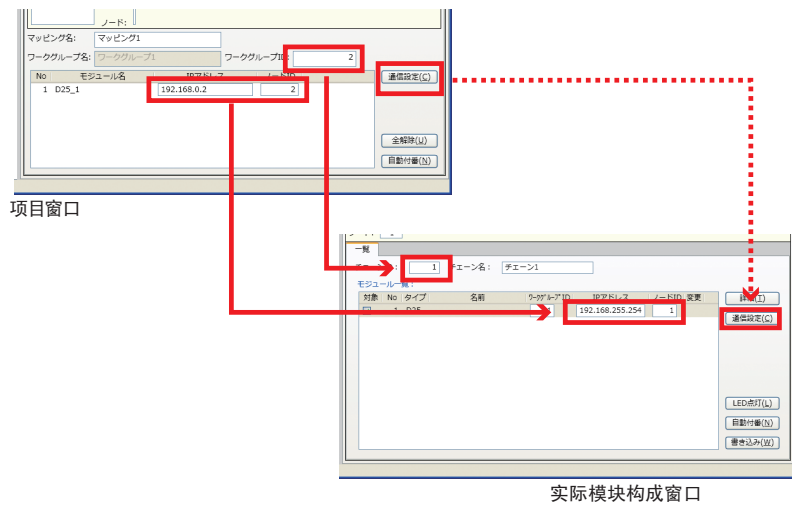 ノード:
マッピング名: マッピング1
ワークグループ名: ワークグループ1 ワークグループID: 2
No モジュール名 IPアドレス ノードID
通信設定(C)
1 D25_1 192.168.0.2 2
全解除(U)
自動付番(N)
项目窗口
一覧
1 チェーン名: チェーン1
モジュール一覧:
対象 No タイプ 名前 ワークグループID IPアドレス ノードID 変更
1 D25 192.168.255.254 1
通信設定(C)
LED点灯(L)
自動付番(N)
書き込み(W)
实际模块构成窗口